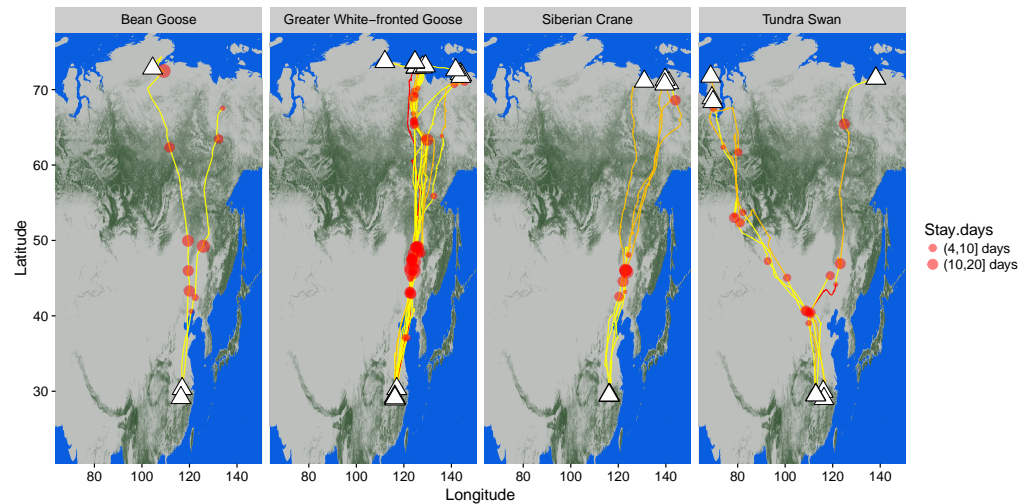 Bean Goose
Greater White−fronted Goose
Siberian Crane
Tundra Swan
Latitude
70
60
50
40
30
80 100 120 140
80 100 120 140
80 100 120 140
80 100 120 140
Longitude
Stay.days
(4,10] days
(10,20] days